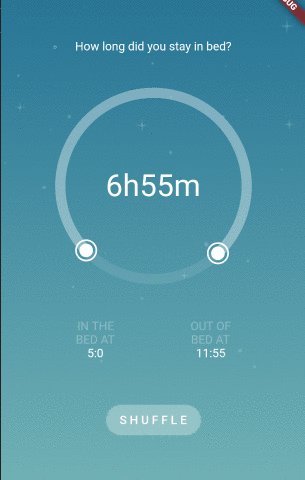 How long did you stay in bed?
6h55m
IN THE
BED AT
5:0
OUT OF
BED AT
11:55
SHUFFLE